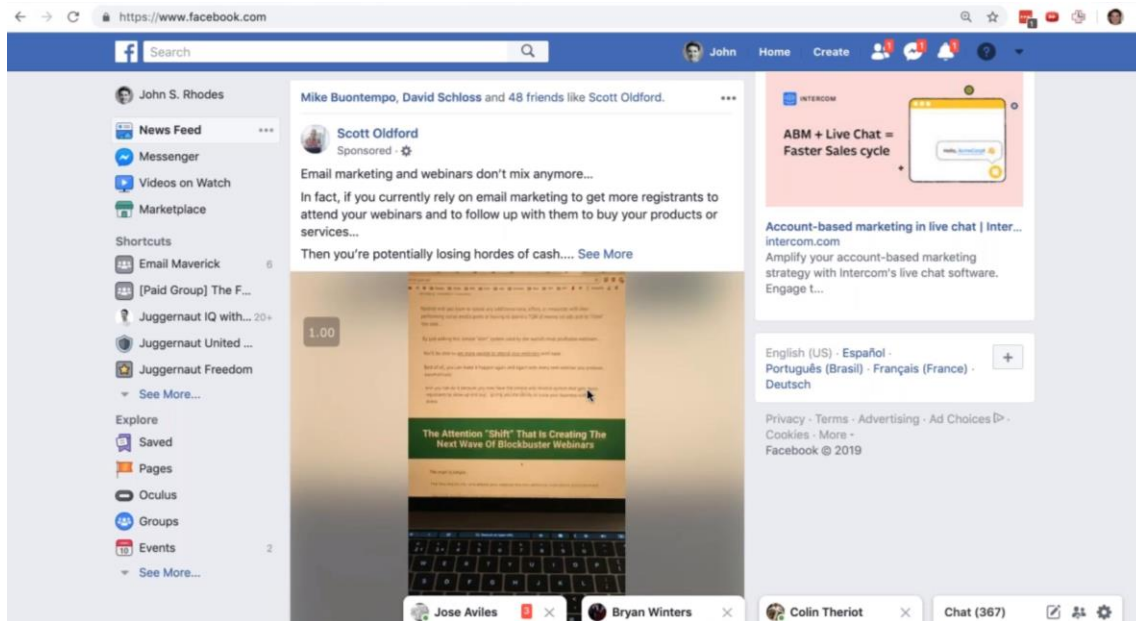 https://www.facebook.com
1
Search
John
Home
Create
1
1
1
?
John S. Rhodes
News Feed
Messenger
Videos on Watch
Marketplace
Shortcuts
Email Maverick 6
[Paid Group] The F...
Juggernaut IQ with... 20+
Juggernaut United ...
Juggernaut Freedom
See More...
Explore
Saved
Pages
Oculus
Groups
10
Events 2
See More...
Mike Buontempo, David Schloss and 48 friends like Scott Oldford.
Scott Oldford
Sponsored ·
Email marketing and webinars don't mix anymore...
In fact, if you currently rely on email marketing to get more registrants to
attend your webinars and to follow up with them to buy your products or
services...
Then you're potentially losing hordes of cash.... See More
1.00
The Attention "Shift" That Is Creating The
Next Wave Of Blockbuster Webinars
INTERCOM
ABM + Live Chat =
Faster Sales cycle
Account-based marketing in live chat | Inter...
intercom.com
Amplify your account-based marketing
strategy with Intercom's live chat software.
Engage t...
English (US) · Español ·
Português (Brasil) · Français (France) ·
Deutsch
+
Privacy · Terms · Advertising · Ad Choices ·
Cookies · More
Facebook © 2019
Jose Aviles 3
Bryan Winters
Colin Theriot
Chat (367)